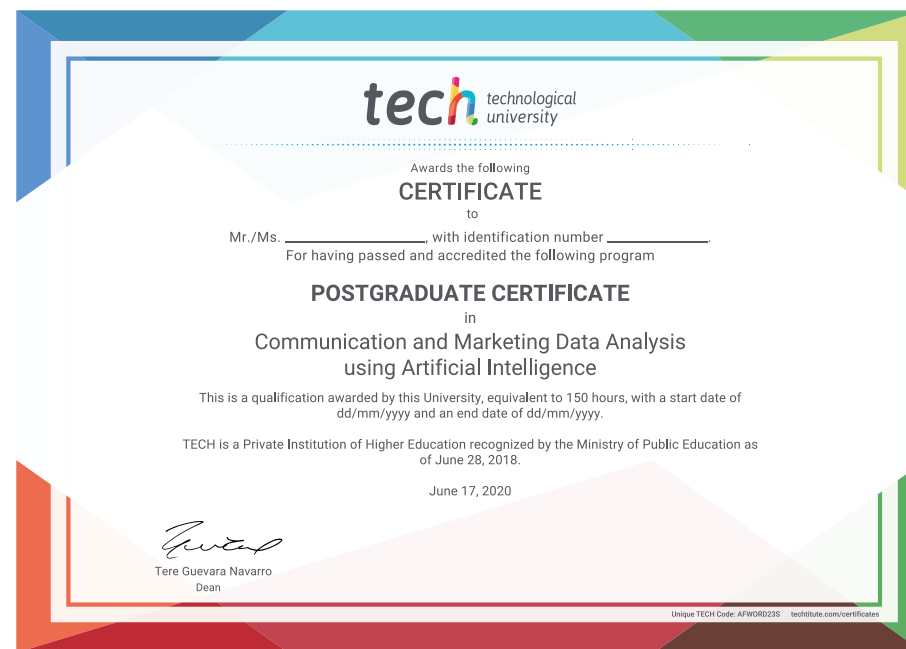 tech technological
university
Awards the following
CERTIFICATE
to
Mr./Ms. ____________________, with identification number ______________.
For having passed and accredited the following program
POSTGRADUATE CERTIFICATE
in
Communication and Marketing Data Analysis
using Artificial Intelligence
This is a qualification awarded by this University, equivalent to 150 hours, with a start date of
dd/mm/yyyy and an end date of dd/mm/yyyy.
TECH is a Private Institution of Higher Education recognized by the Ministry of Public Education as
of June 28, 2018.
June 17, 2020
Tere Guevara Navarro
Dean
Unique TECH Code: AFWORD23S techtitute.com/certificates